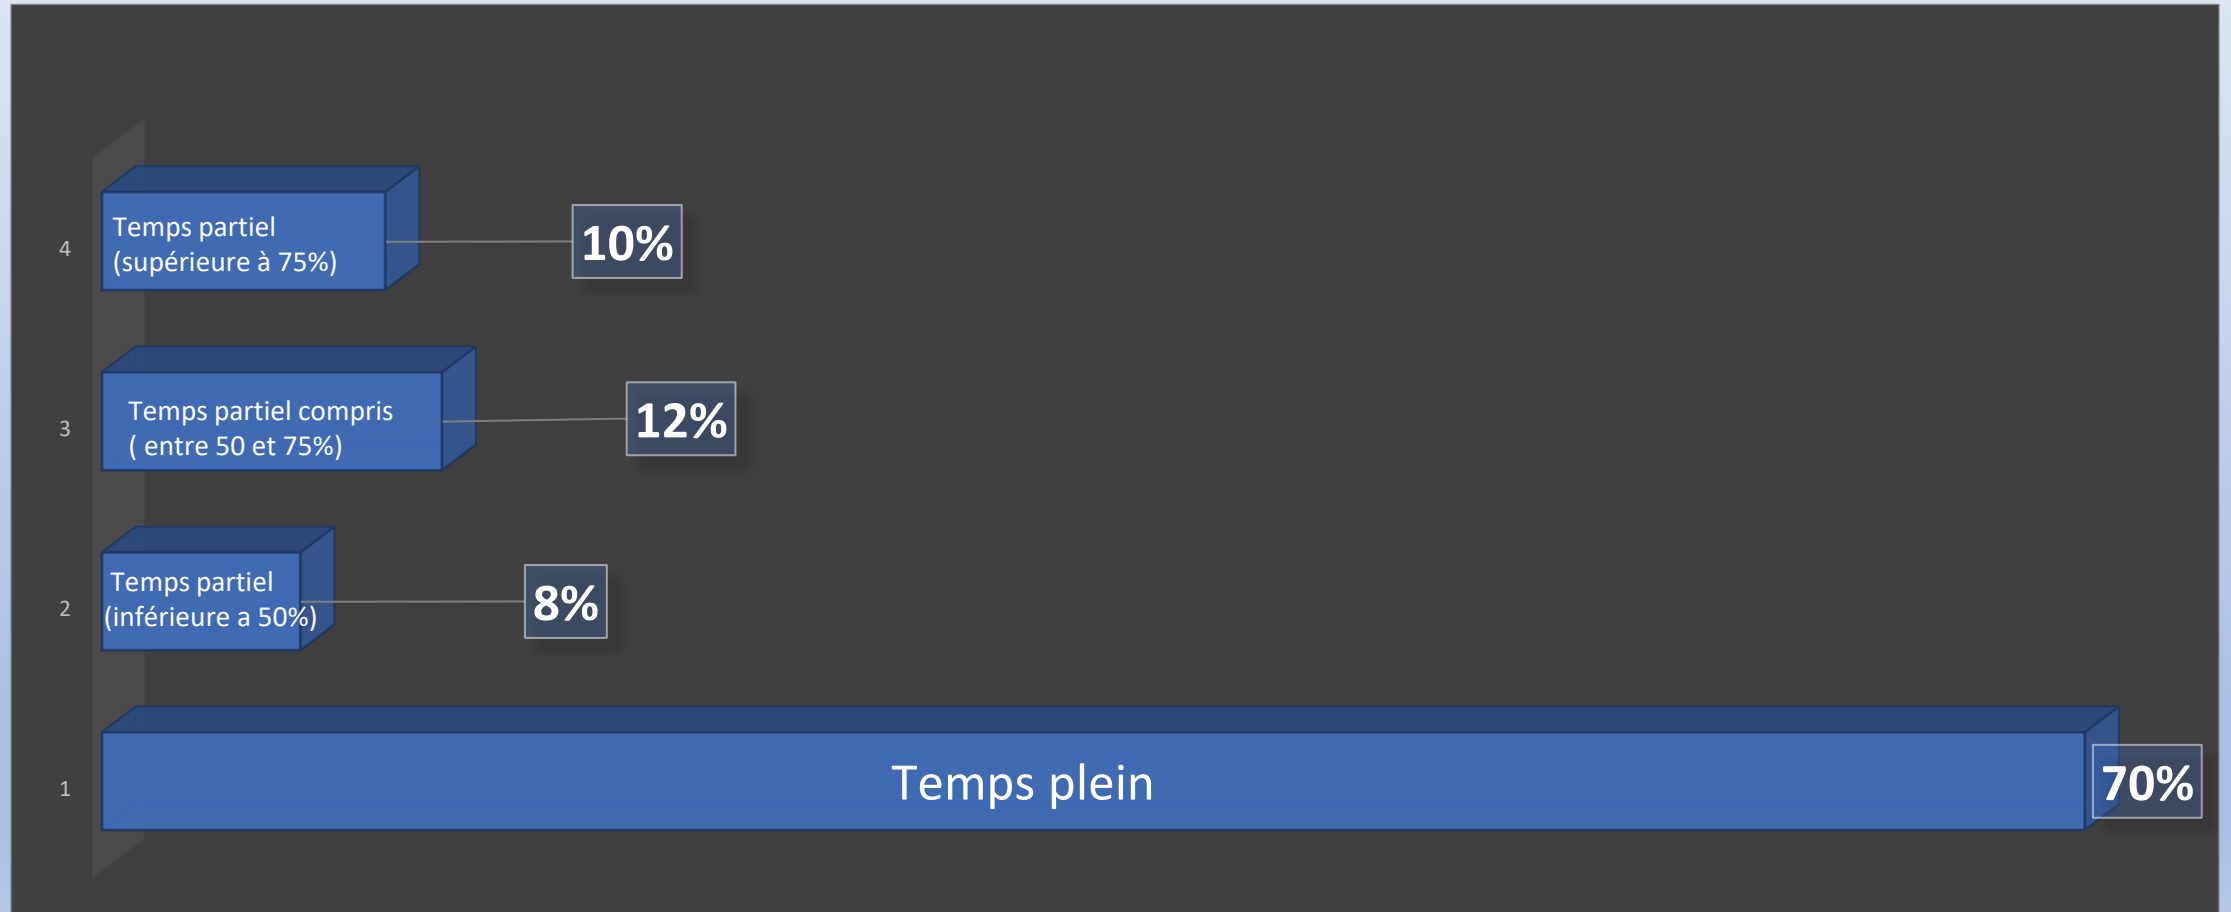 4
Temps partiel
(supérieure à 75%)
10%
3
Temps partiel compris
( entre 50 et 75%)
12%
2
Temps partiel
(inférieure a 50%)
8%
1
Temps plein
70%